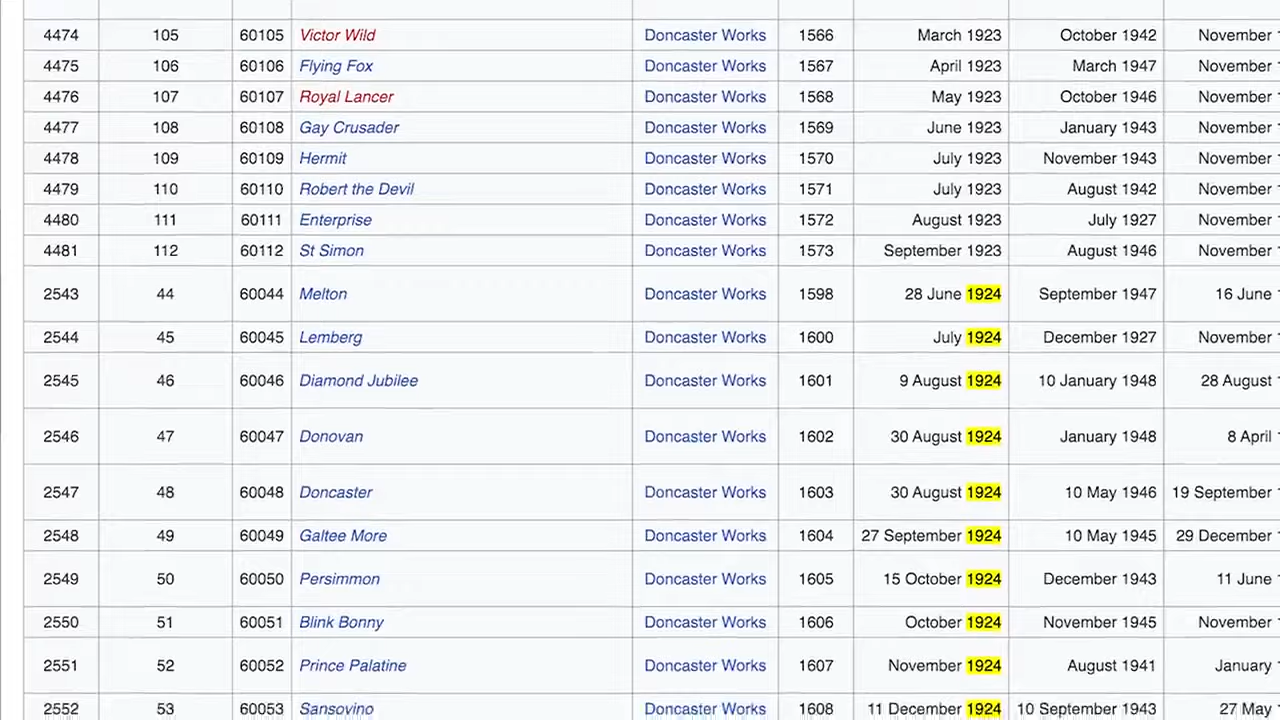 4474 105 60105 Victor Wild Doncaster Works 1566 March 1923 October 1942 November
4475 106 60106 Flying Fox Doncaster Works 1567 April 1923 March 1947 November
4476 107 60107 Royal Lancer Doncaster Works 1568 May 1923 October 1946 November
4477 108 60108 Gay Crusader Doncaster Works 1569 June 1923 January 1943 November
4478 109 60109 Hermit Doncaster Works 1570 July 1923 November 1943 November
4479 110 60110 Robert the Devil Doncaster Works 1571 July 1923 August 1942 November
4480 111 60111 Enterprise Doncaster Works 1572 August 1923 July 1927 November
4481 112 60112 St Simon Doncaster Works 1573 September 1923 August 1946 November
2543 44 60044 Melton Doncaster Works 1598 28 June 1924 September 1947 16 June
2544 45 60045 Lemberg Doncaster Works 1600 July 1924 December 1927 November
2545 46 60046 Diamond Jubilee Doncaster Works 1601 9 August 1924 10 January 1948 28 August
2546 47 60047 Donovan Doncaster Works 1602 30 August 1924 January 1948 8 April
2547 48 60048 Doncaster Doncaster Works 1603 30 August 1924 10 May 1946 19 September
2548 49 60049 Galtee More Doncaster Works 1604 27 September 1924 10 May 1945 29 December
2549 50 60050 Persimmon Doncaster Works 1605 15 October 1924 December 1943 11 June
2550 51 60051 Blink Bonny Doncaster Works 1606 October 1924 November 1945 November
2551 52 60052 Prince Palatine Doncaster Works 1607 November 1924 August 1941 January
2552 53 60053 Sansovino Doncaster Works 1608 11 December 1924 10 September 1943 27 May